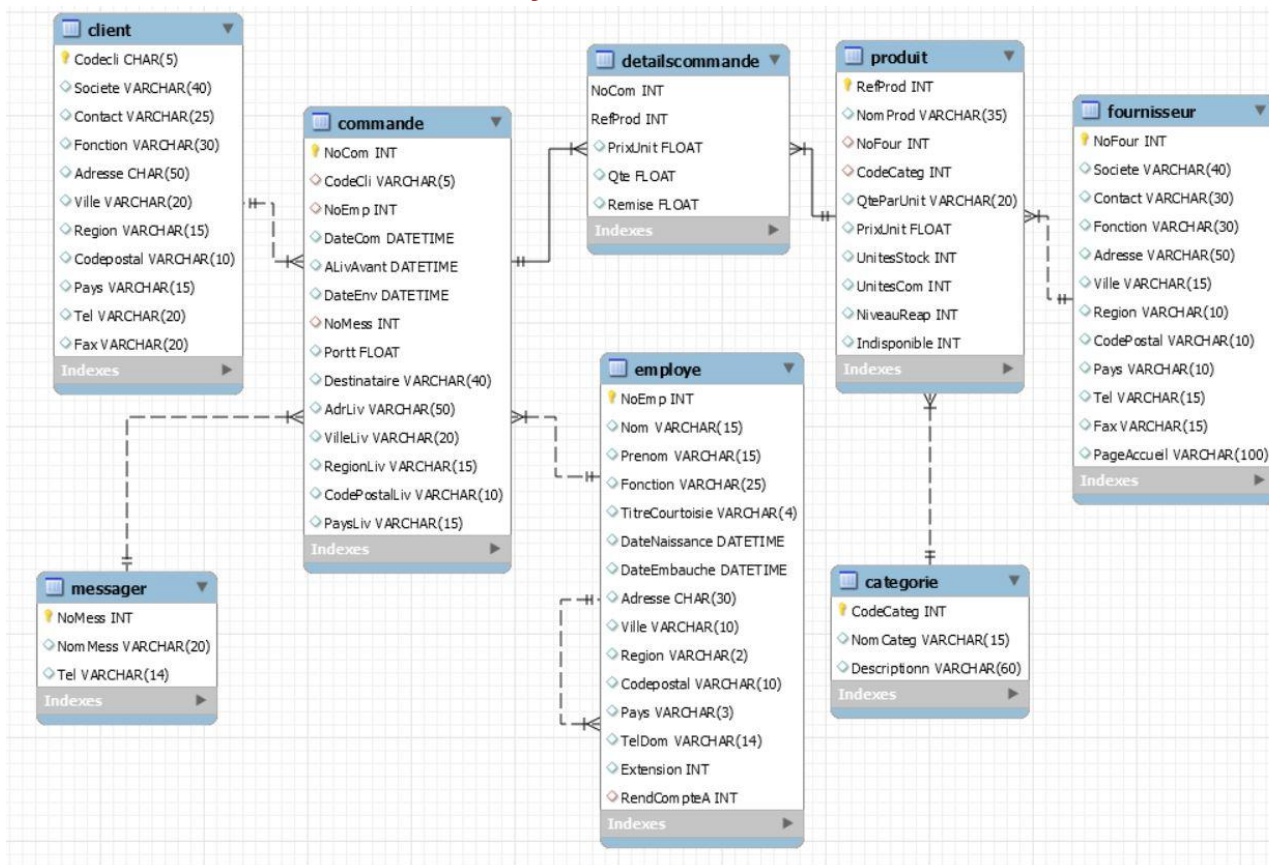 client
Codecli CHAR(5)
Societe VARCHAR(40)
Contact VARCHAR(25)
Fonction VARCHAR(30)
Adresse CHAR(50)
Ville VARCHAR(20)
Region VARCHAR(15)
Codepostal VARCHAR(10)
Pays VARCHAR(15)
Tel VARCHAR(20)
Fax VARCHAR(20)
Indexes
commande
NoCom INT
CodeCli VARCHAR(5)
NoEmp INT
DateCom DATETIME
ALivAvant DATETIME
DateEnv DATETIME
NoMess INT
Portt FLOAT
Destinataire VARCHAR(40)
AdrLiv VARCHAR(50)
VilleLiv VARCHAR(20)
RegionLiv VARCHAR(15)
CodePostalLiv VARCHAR(10)
PaysLiv VARCHAR(15)
Indexes
detailscommande
NoCom INT
RefProd INT
PrixUnit FLOAT
Qte FLOAT
Remise FLOAT
Indexes
produit
RefProd INT
NomProd VARCHAR(35)
NoFour INT
CodeCateg INT
QteParUnit VARCHAR(20)
PrixUnit FLOAT
UnitesStock INT
UnitesCom INT
NiveauReap INT
Indisponible INT
Indexes
fournisseur
NoFour INT
Societe VARCHAR(40)
Contact VARCHAR(30)
Fonction VARCHAR(30)
Adresse VARCHAR(50)
Ville VARCHAR(15)
Region VARCHAR(10)
CodePostal VARCHAR(10)
Pays VARCHAR(10)
Tel VARCHAR(15)
Fax VARCHAR(15)
PageAccueil VARCHAR(100)
Indexes
messager
NoMess INT
NomMess VARCHAR(20)
Tel VARCHAR(14)
Indexes
employe
NoEmp INT
Nom VARCHAR(15)
Prenom VARCHAR(15)
Fonction VARCHAR(25)
TitreCourtoisie VARCHAR(4)
DateNaissance DATETIME
DateEmbauche DATETIME
Adresse CHAR(30)
Ville VARCHAR(10)
Region VARCHAR(2)
Codepostal VARCHAR(10)
Pays VARCHAR(3)
TelDom VARCHAR(14)
Extension INT
RendCompteA INT
Indexes
categorie
CodeCateg INT
NomCateg VARCHAR(15)
Descriptionn VARCHAR(60)
Indexes